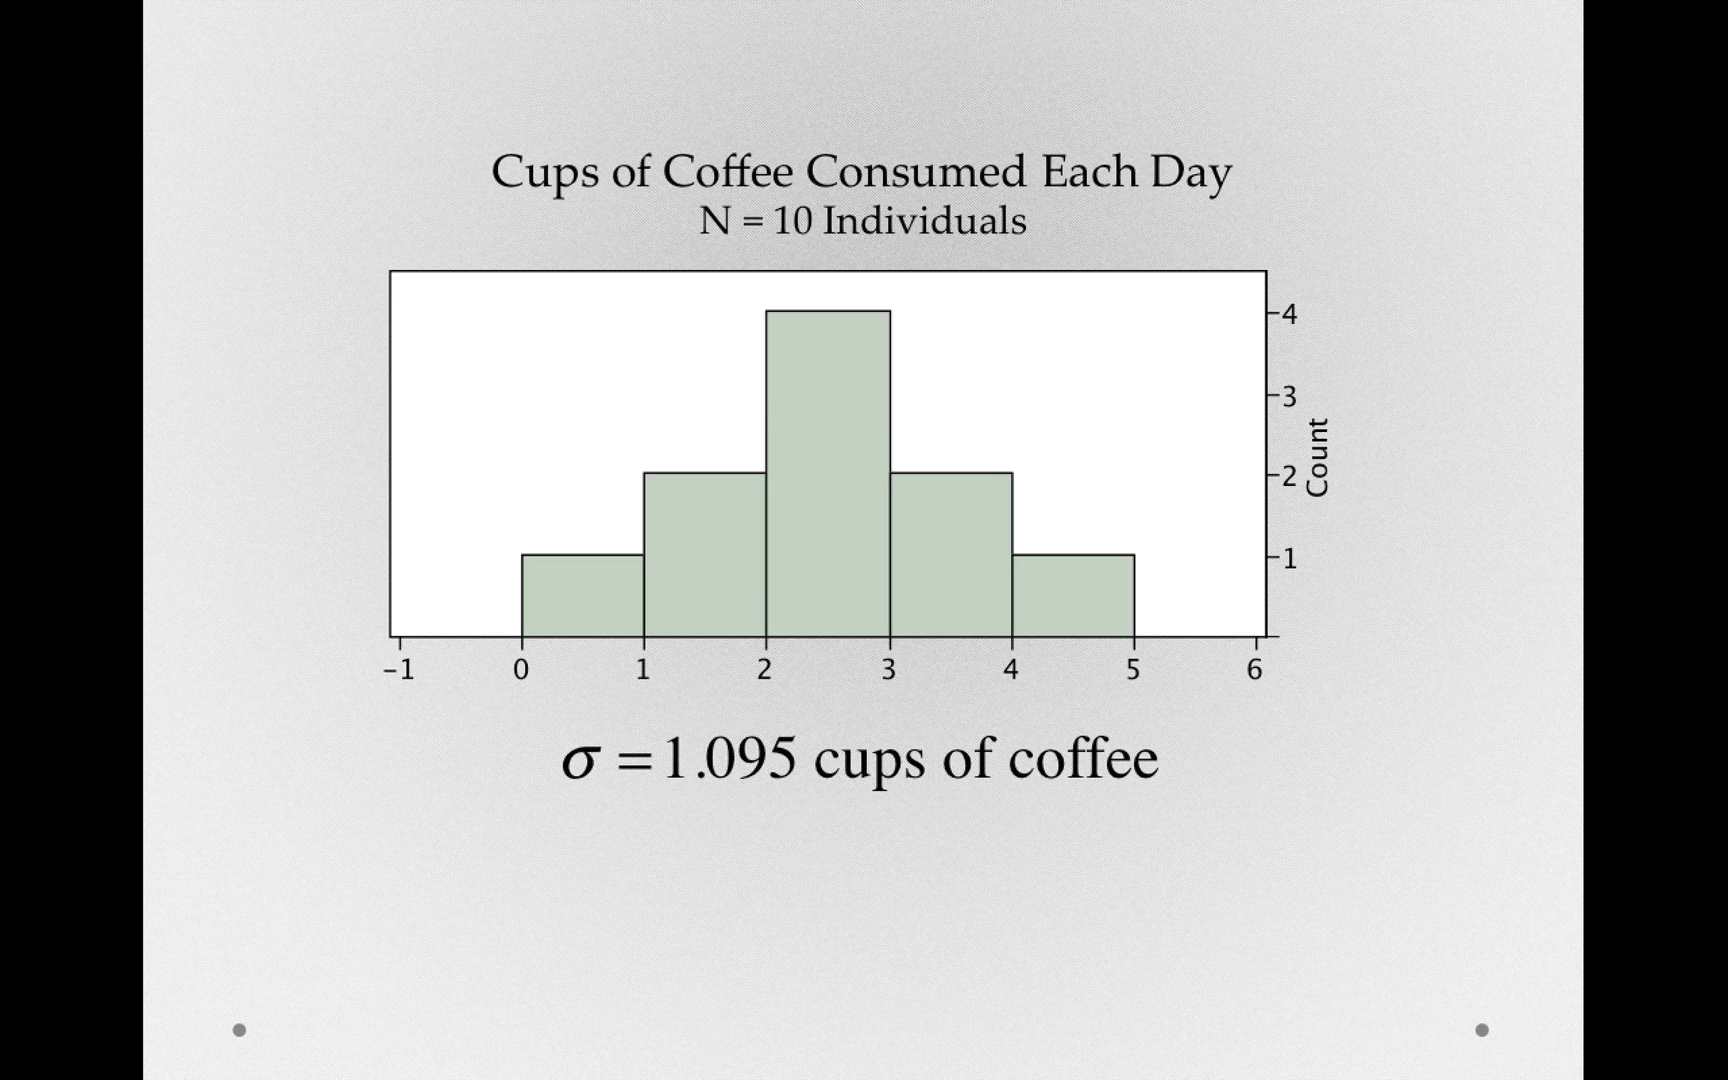 Cups of Coffee Consumed Each Day
N = 10 Individuals
4
3
2
1
Count
−1 0 1 2 3 4 5 6
σ = 1.095 cups of coffee